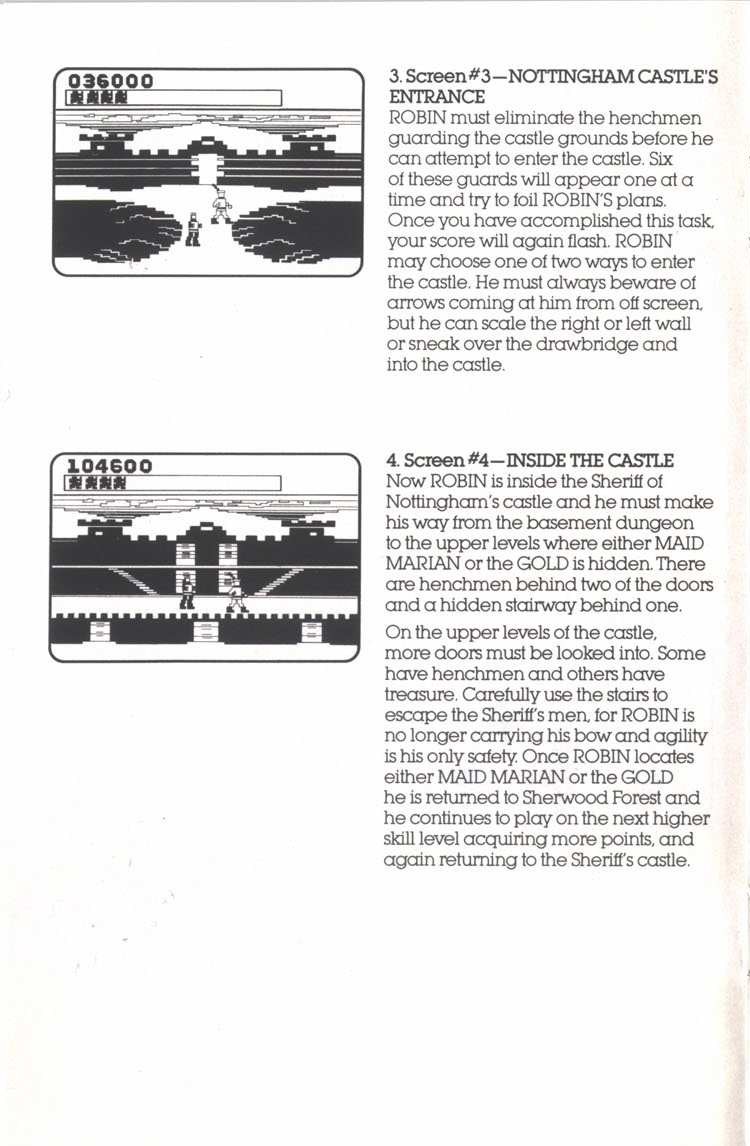 036000
3. Screen #3—NOTTINGHAM CASTLE'S
ENTRANCE
ROBIN must eliminate the henchmen
guarding the castle grounds before he
can attempt to enter the castle. Six
of these guards will appear one at a
time and try to foil ROBIN'S plans.
Once you have accomplished this task,
your score will again flash. ROBIN
may choose one of two ways to enter
the castle. He must always beware of
arrows coming at him from off screen,
but he can scale the right or left wall
or sneak over the drawbridge and
into the castle.
104600
4. Screen #4—INSIDE THE CASTLE
Now ROBIN is inside the Sheriff of
Nottingham's castle and he must make
his way from the basement dungeon
to the upper levels where either MAID
MARIAN or the GOLD is hidden. There
are henchmen behind two of the doors
and a hidden stairway behind one.
On the upper levels of the castle,
more doors must be looked into. Some
have henchmen and others have
treasure. Carefully use the stairs to
escape the Sheriff's men, for ROBIN is
no longer carrying his bow and agility
is his only safety. Once ROBIN locates
either MAID MARIAN or the GOLD
he is returned to Sherwood Forest and
he continues to play on the next higher
skill level acquiring more points, and
again returning to the Sheriff's castle.